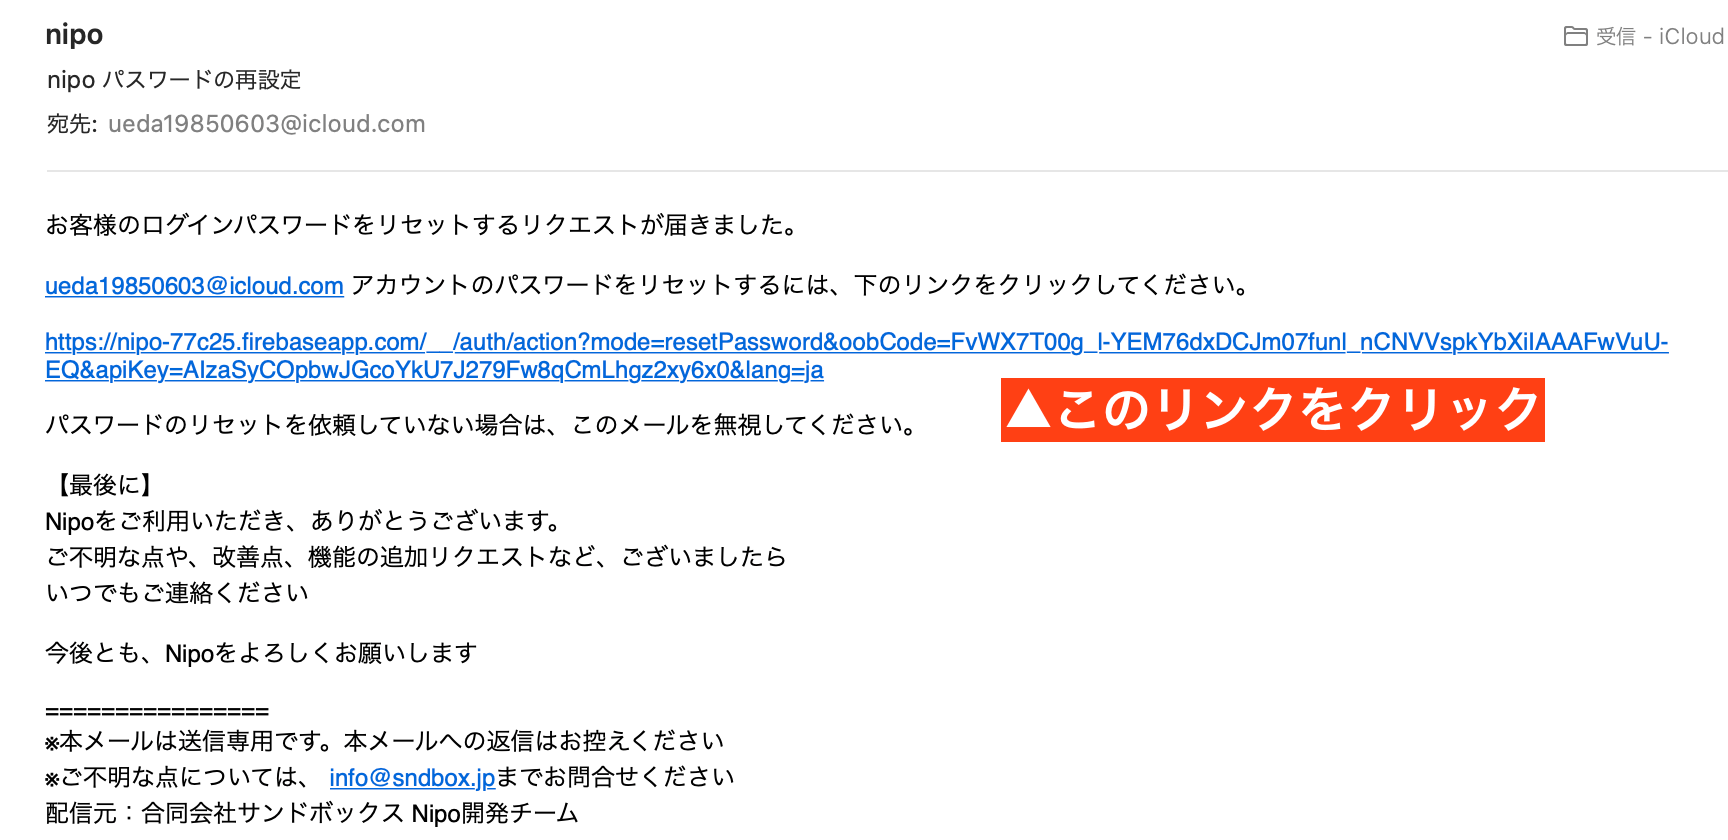 nipo
受信 - iCloud
nipo パスワードの再設定
宛先: ueda19850603@icloud.com
お客様のログインパスワードをリセットするリクエストが届きました。
ueda19850603@icloud.com アカウントのパスワードをリセットするには、下のリンクをクリックしてください。
https://nipo-77c25.firebaseapp.com/__/auth/action?mode=resetPassword&oobCode=FvWX7T00g_l-YEM76dxDCJm07funl_nCNVVspkYbXiIAAAFwVuU-
EQ&apiKey=AIzaSyCOpbwJGcoYkU7J279Fw8qCmLhgz2xy6x0&lang=ja
▲このリンクをクリック
パスワードのリセットを依頼していない場合は、このメールを無視してください。
【最後に】
Nipoをご利用いただき、ありがとうございます。
ご不明な点や、改善点、機能の追加リクエストなど、ございましたら
いつでもご連絡ください
今後とも、Nipoをよろしくお願いします
================
※本メールは送信専用です。本メールへの返信はお控えください
※ご不明な点については、 info@sndbox.jpまでお問合せください
配信元：合同会社サンドボックス Nipo開発チーム